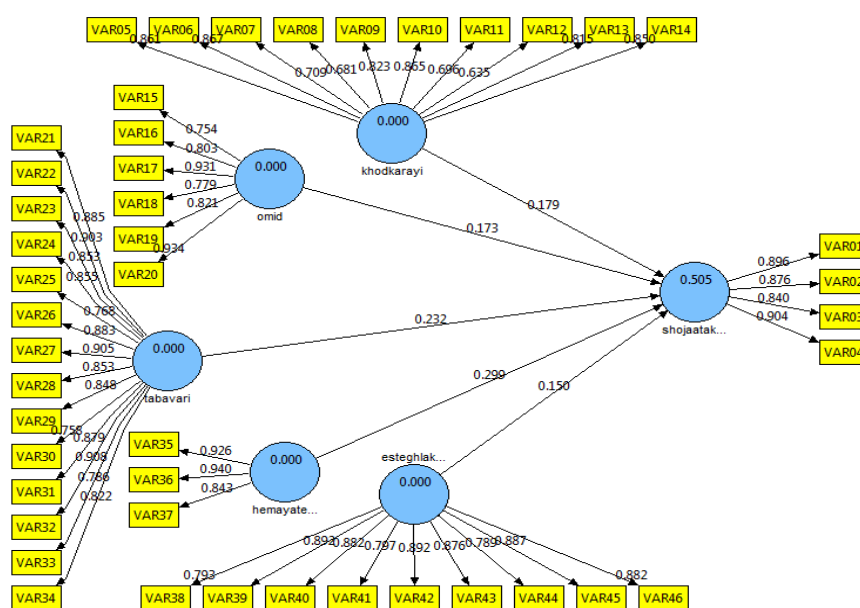 VAR05 VAR06 VAR07 VAR08 VAR09 VAR10 VAR11 VAR12 VAR13 VAR14
0.861 0.867 0.709 0.681 0.823 0.865 0.696 0.635 0.815 0.850
0.000
khodkarayi
VAR15
VAR16
VAR17
VAR18
VAR19
VAR20
0.754
0.803
0.931
0.779
0.821
0.934
0.000
omid
VAR21
VAR22
VAR23
VAR24
VAR25
VAR26
VAR27
VAR28
VAR29
VAR30
VAR31
VAR32
VAR33
VAR34
0.885
0.903
0.853
0.855
0.768
0.883
0.905
0.853
0.848
0.758
0.879
0.908
0.786
0.822
0.000
tabavari
0.179
0.173
0.232
0.299
0.150
0.505
shojaatak...
0.896
0.876
0.840
0.904
VAR01
VAR02
VAR03
VAR04
VAR35
VAR36
VAR37
0.926
0.940
0.843
0.000
hemayate...
esteghlak...
0.000
0.793 0.892 0.882 0.797 0.892 0.876 0.789 0.887 0.882
VAR38 VAR39 VAR40 VAR41 VAR42 VAR43 VAR44 VAR45 VAR46